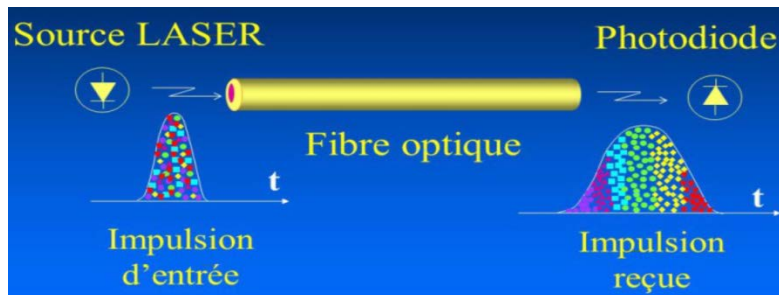 Source LASER
Photodiode
Fibre optique
t
t
Impulsion
d'entrée
Impulsion
reçue